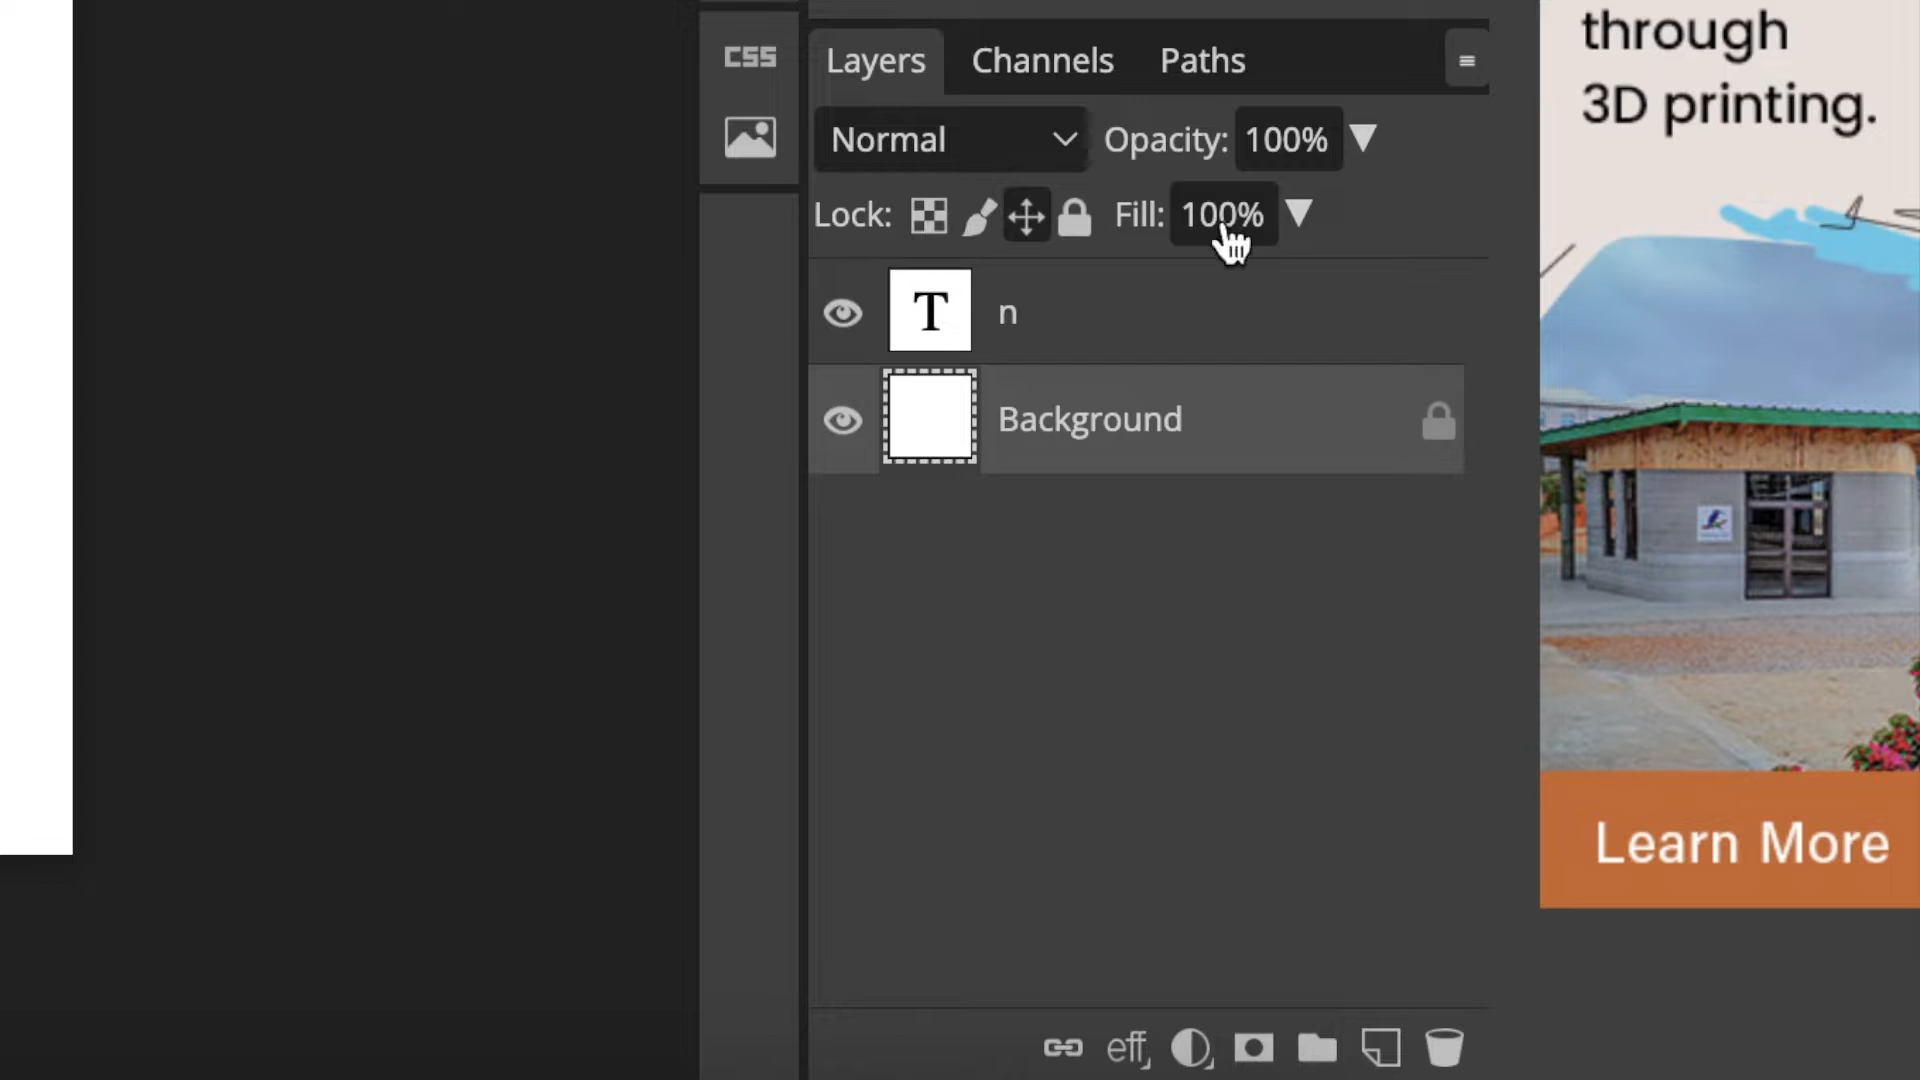 CSS
Layers Channels Paths
Normal Opacity: 100%
Lock: Fill: 100%
T n
Background
eff
through
3D printing.
Learn More